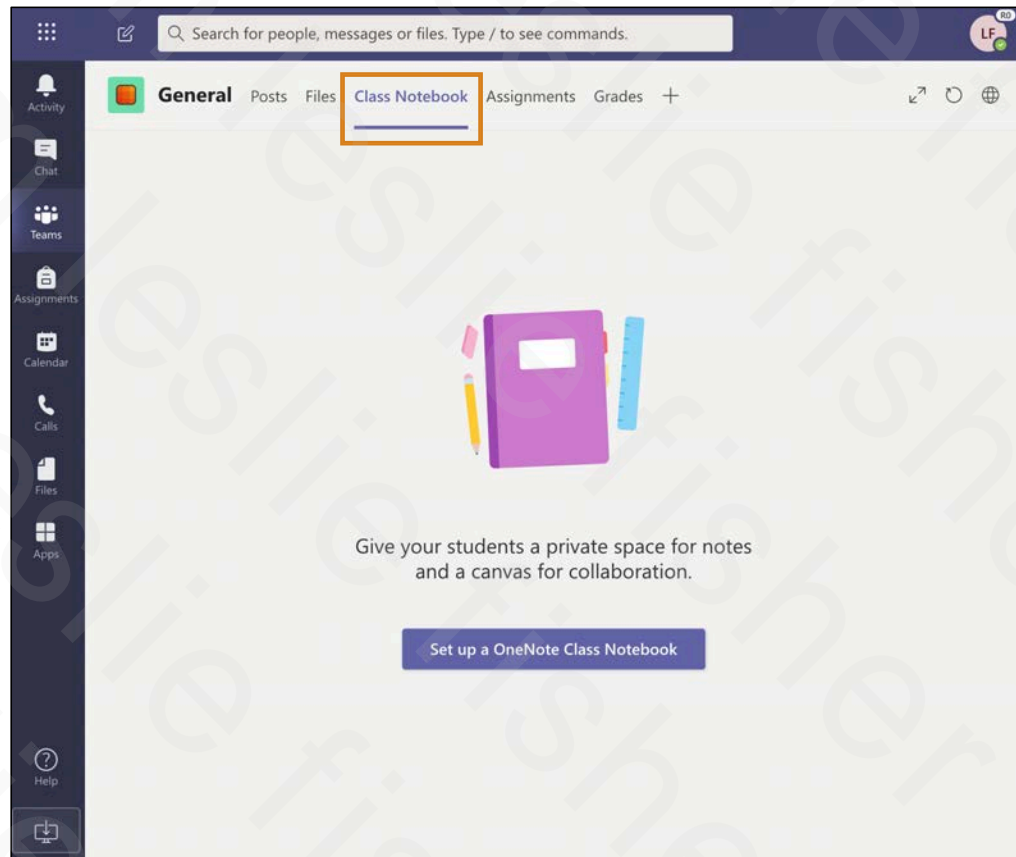 Search for people, messages or files. Type / to see commands.
R0
LF
Activity
Chat
Teams
Assignments
Calendar
Calls
Files
Apps
Help
General Posts Files Class Notebook Assignments Grades
Give your students a private space for notes
and a canvas for collaboration.
Set up a OneNote Class Notebook
leslie fisher